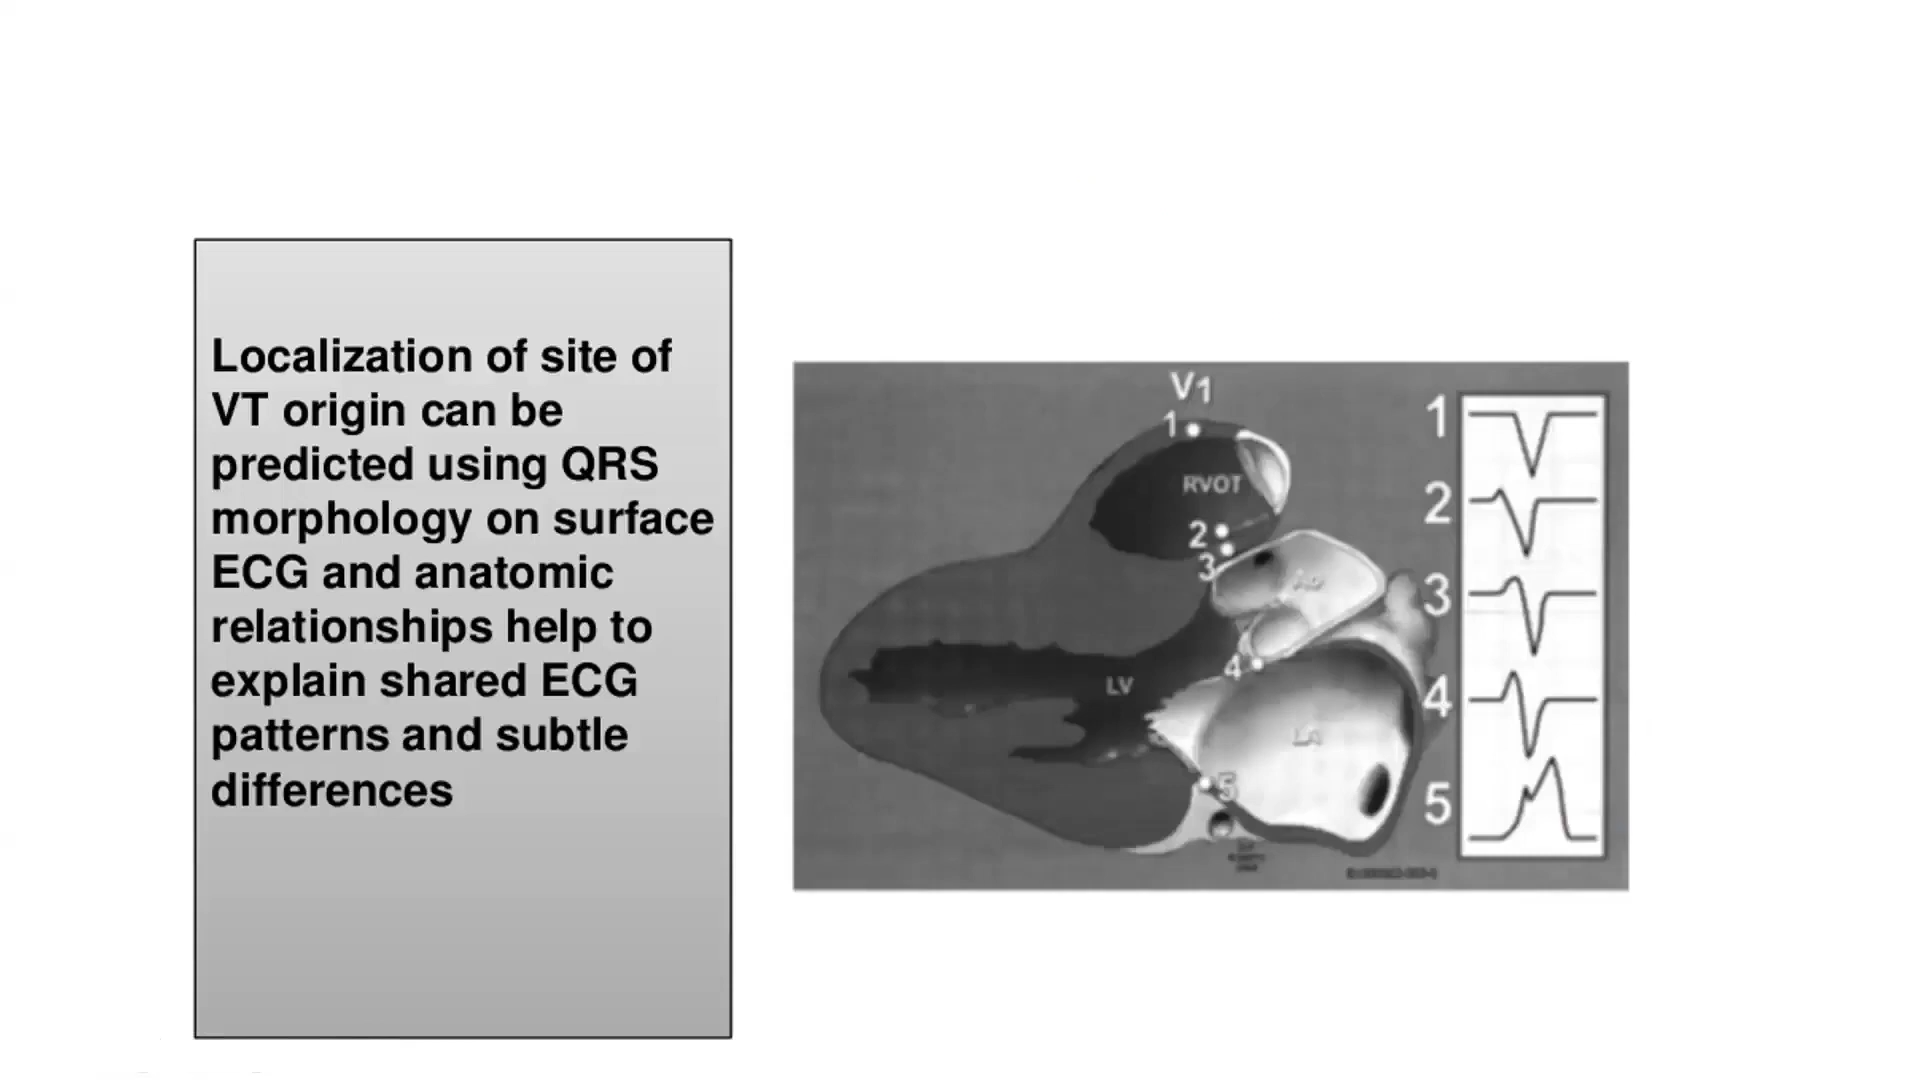 Localization of site of
VT origin can be
predicted using QRS
morphology on surface
ECG and anatomic
relationships help to
explain shared ECG
patterns and subtle
differences
V1
1
RVOT
2
3
Ao
4
LV
LA
5
1
2
3
4
5